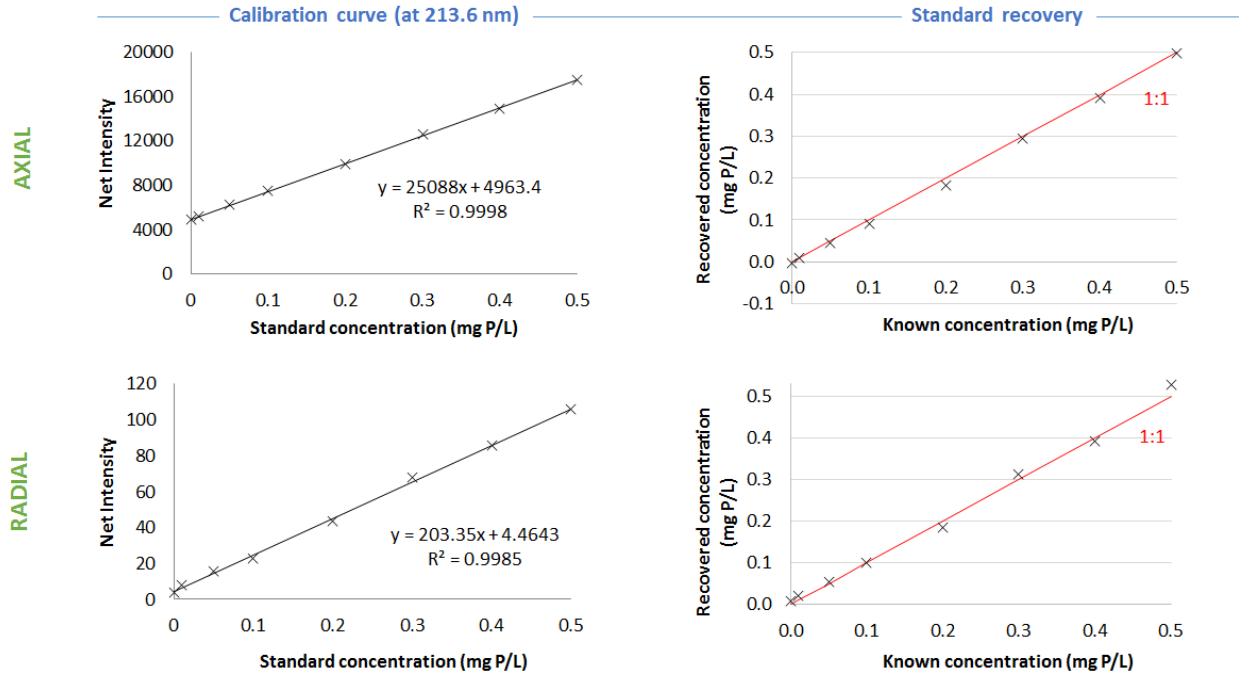 Calibration curve (at 213.6 nm)
Standard recovery
AXIAL
Net Intensity
20000
16000
12000
8000
4000
0
y = 25088x + 4963.4
R² = 0.9998
0 0.1 0.2 0.3 0.4 0.5
Standard concentration (mg P/L)
Recovered concentration
(mg P/L)
0.5
0.4
0.3
0.2
0.1
0.0
-0.1
1:1
0.0 0.1 0.2 0.3 0.4 0.5
Known concentration (mg P/L)
RADIAL
Net Intensity
120
100
80
60
40
20
0
y = 203.35x + 4.4643
R² = 0.9985
0 0.1 0.2 0.3 0.4 0.5
Standard concentration (mg P/L)
Recovered concentration
(mg P/L)
0.5
0.4
0.3
0.2
0.1
0.0
1:1
0.0 0.1 0.2 0.3 0.4 0.5
Known concentration (mg P/L)